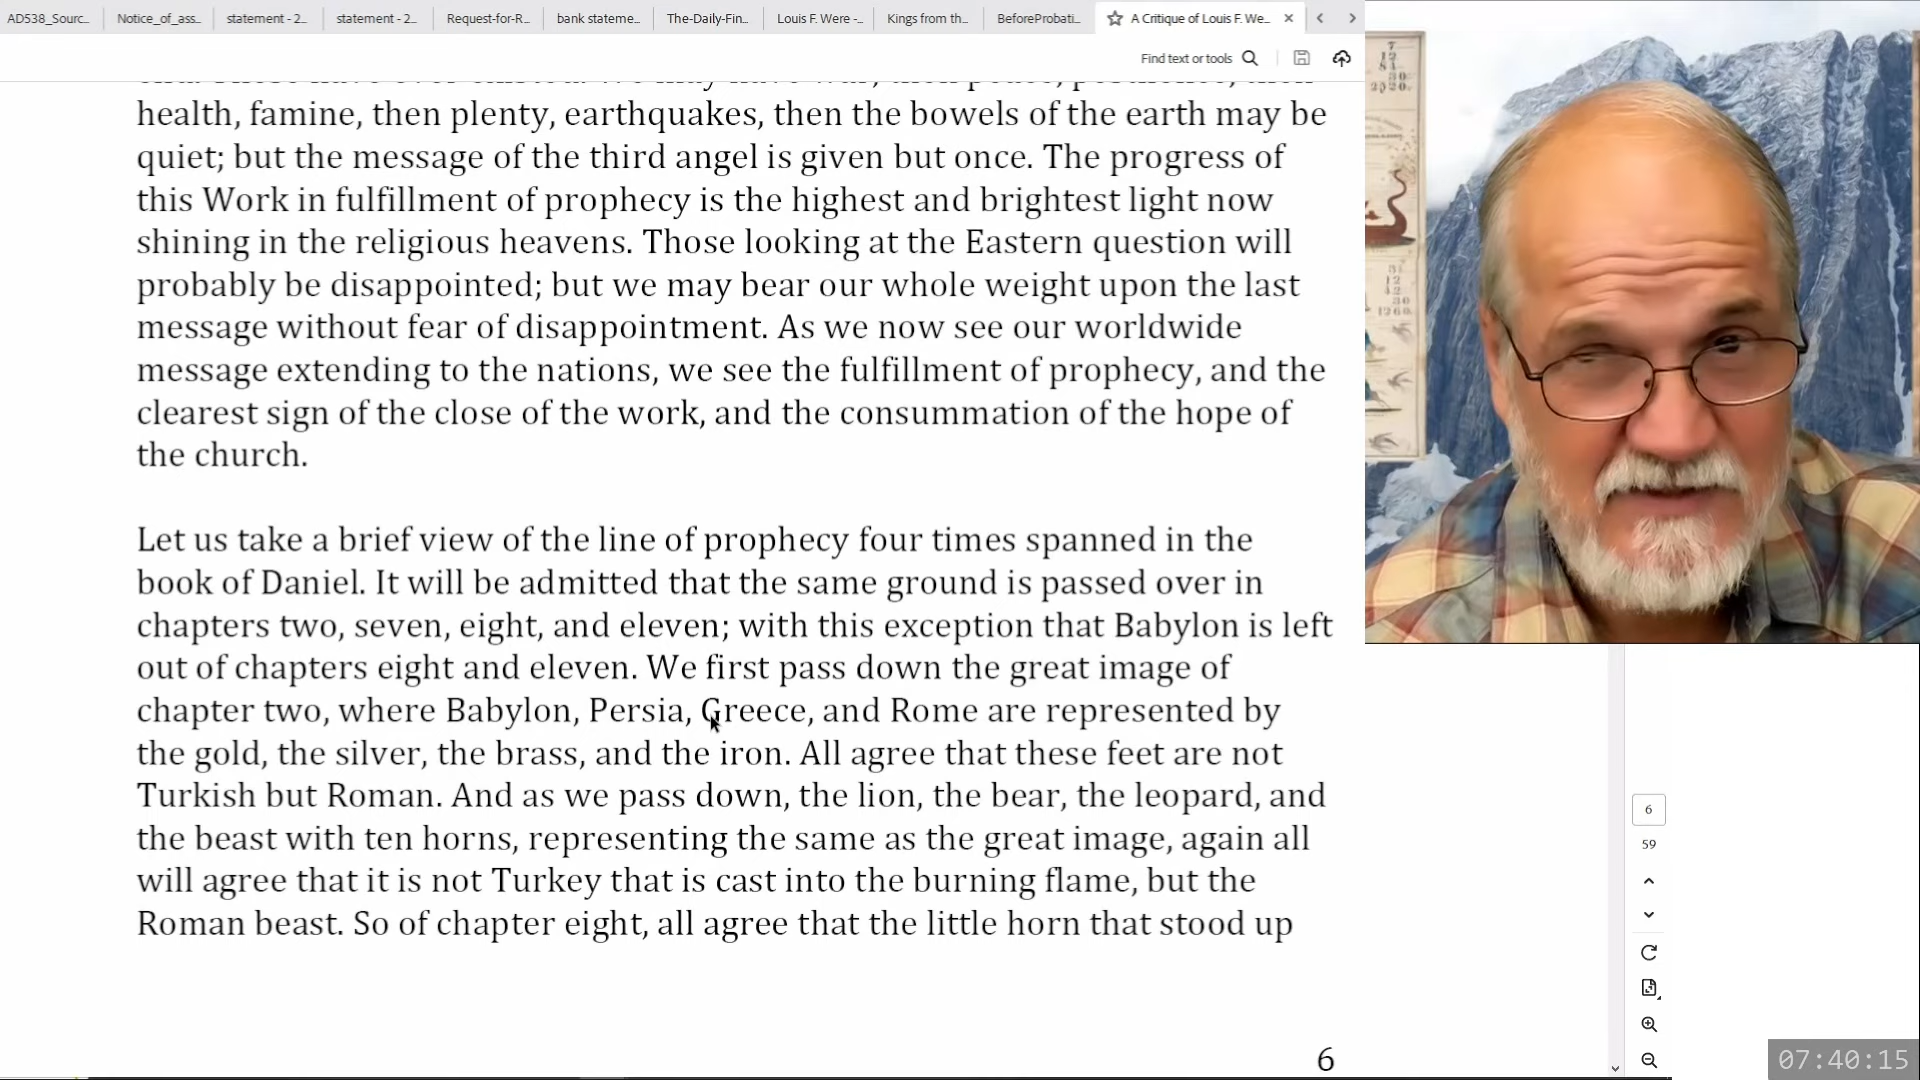 AD538_Sourc...
Notice_of_ass...
statement - 2...
statement - 2...
Request-for-R...
bank stateme...
The-Daily-Fin...
Louis F. Were -...
Kings from th...
BeforeProbati...
A Critique of Louis F. We...
Find text or tools
health, famine, then plenty, earthquakes, then the bowels of the earth may be
quiet; but the message of the third angel is given but once. The progress of
this Work in fulfillment of prophecy is the highest and brightest light now
shining in the religious heavens. Those looking at the Eastern question will
probably be disappointed; but we may bear our whole weight upon the last
message without fear of disappointment. As we now see our worldwide
message extending to the nations, we see the fulfillment of prophecy, and the
clearest sign of the close of the work, and the consummation of the hope of
the church.
Let us take a brief view of the line of prophecy four times spanned in the
book of Daniel. It will be admitted that the same ground is passed over in
chapters two, seven, eight, and eleven; with this exception that Babylon is left
out of chapters eight and eleven. We first pass down the great image of
chapter two, where Babylon, Persia, Greece, and Rome are represented by
the gold, the silver, the brass, and the iron. All agree that these feet are not
Turkish but Roman. And as we pass down, the lion, the bear, the leopard, and
the beast with ten horns, representing the same as the great image, again all
will agree that it is not Turkey that is cast into the burning flame, but the
Roman beast. So of chapter eight, all agree that the little horn that stood up
6
6
59
07:40:15